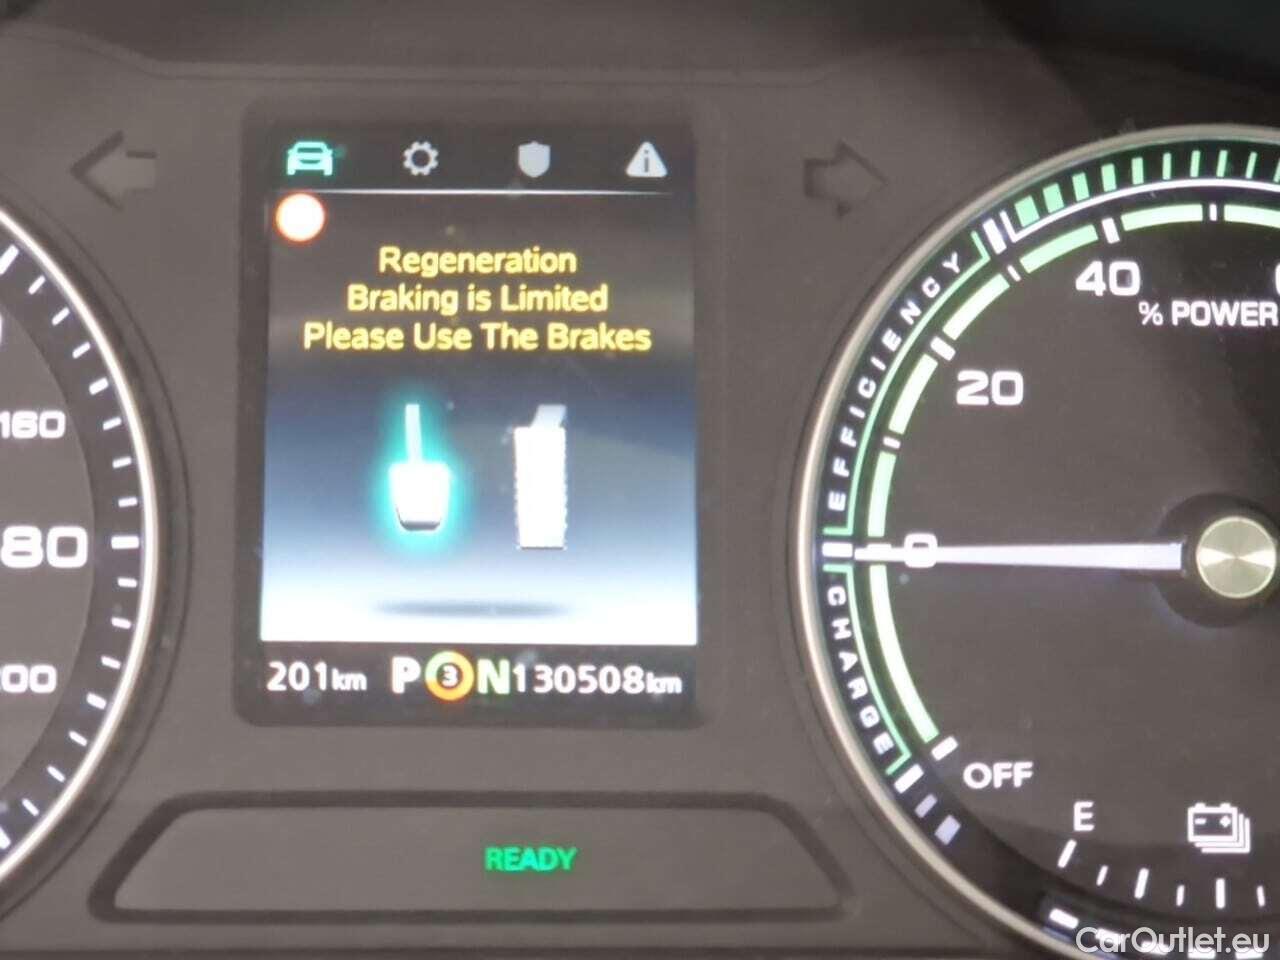 Regeneration
Braking is Limited
Please Use The Brakes
201km P 3 N 130508km
READY
160
80
EFFICIENCY
CHARGE
40
% POWER
20
0
OFF
E
CarOutlet.eu